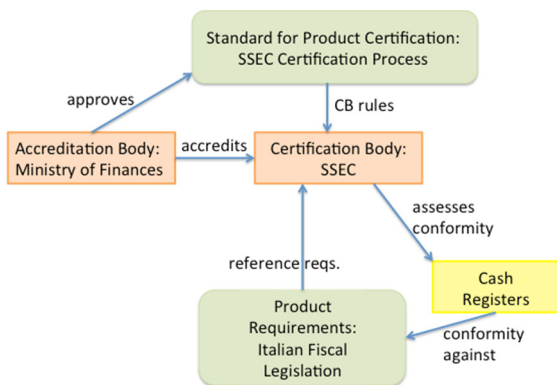 Standard for Product Certification:
SSEC Certification Process
approves
CB rules
Accreditation Body:
Ministry of Finances
accredits
Certification Body:
SSEC
assesses
conformity
reference reqs.
Cash
Registers
Product
Requirements:
Italian Fiscal
Legislation
conformity
against